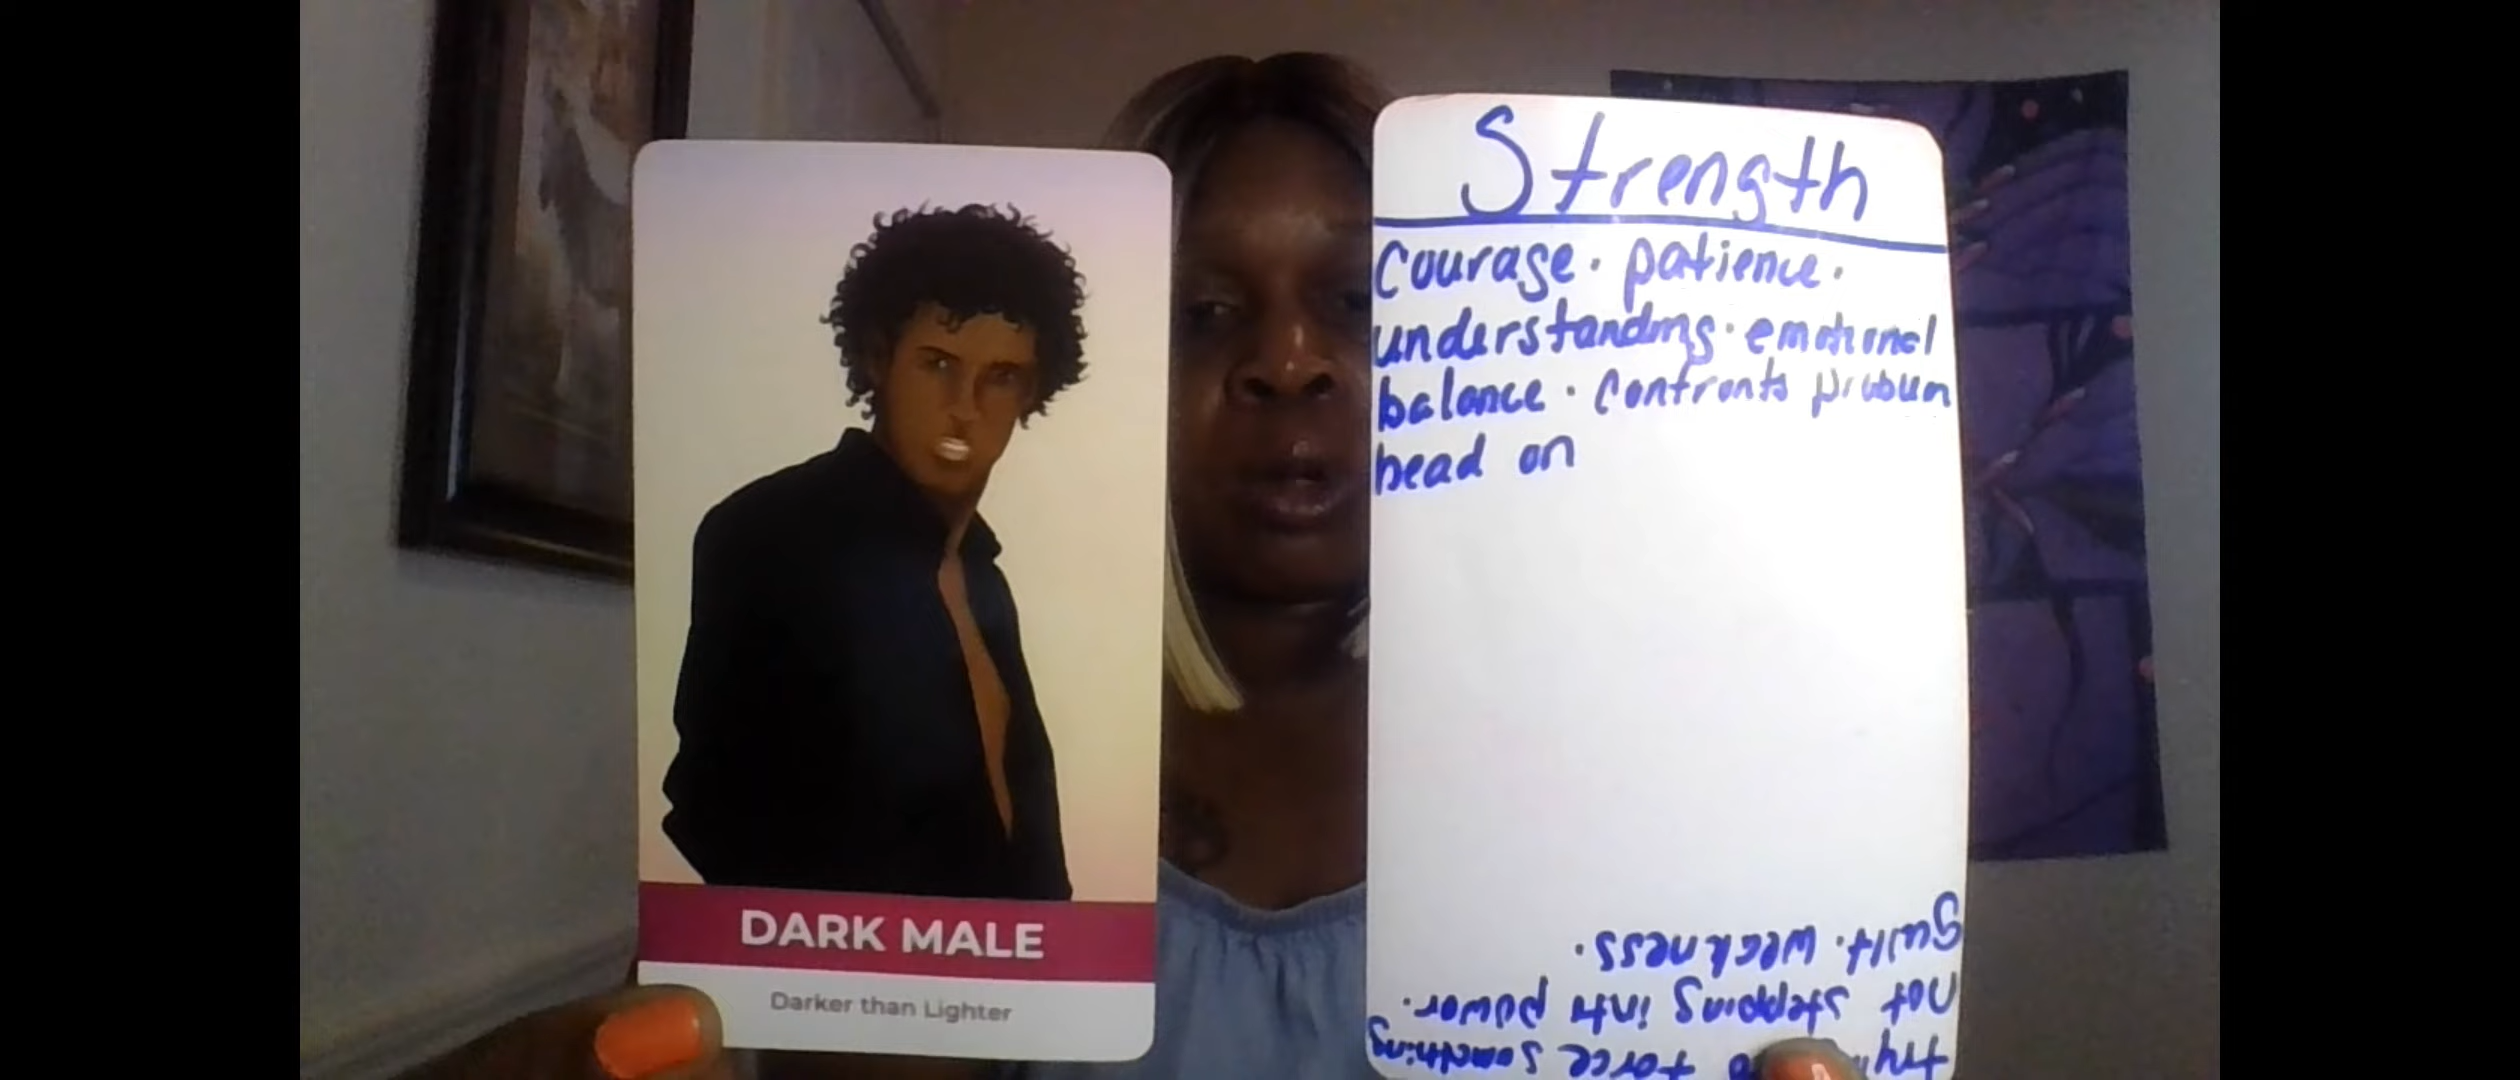 DARK MALE
Darker than Lighter
Strength
Courage · patience ·
understanding · emotional
balance · confronts problem
head on
something
not stepping into power.
guilt. weakness.